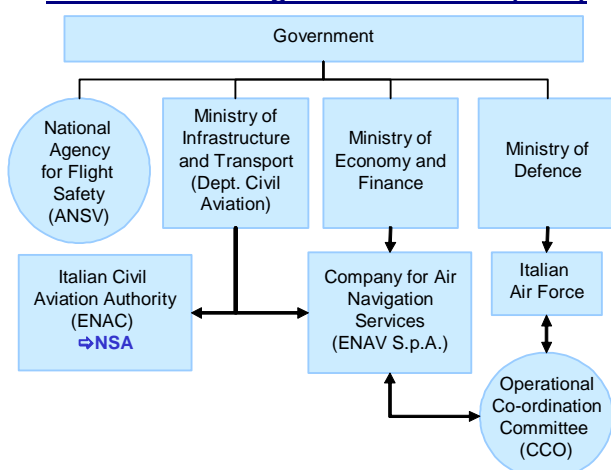 Government
National
Agency
for Flight
Safety
(ANSV)
Ministry of
Infrastructure
and Transport
(Dept. Civil
Aviation)
Ministry of
Economy and
Finance
Ministry of
Defence
Italian Civil
Aviation Authority
(ENAC)
⇨NSA
Company for Air
Navigation
Services
(ENAV S.p.A.)
Italian
Air Force
Operational
Co-ordination
Committee
(CCO)